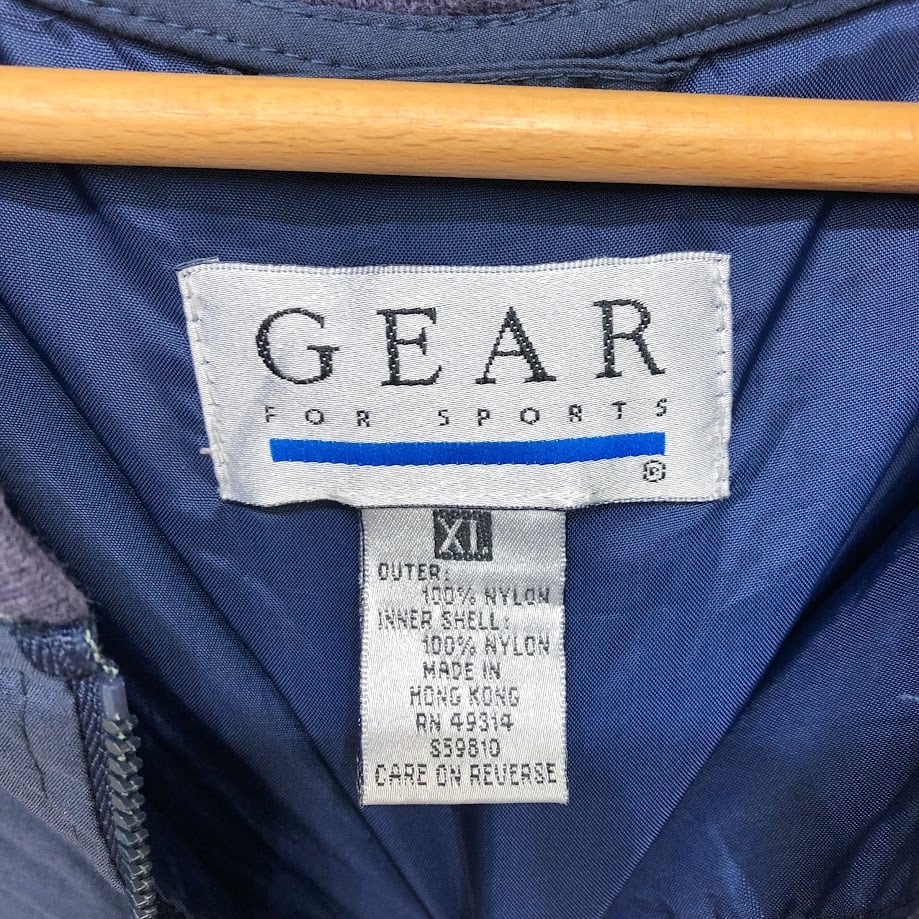 GEAR
FOR SPORTS
®
XL
OUTER:
100% NYLON
INNER SHELL:
100% NYLON
MADE IN
HONG KONG
RN 49314
S59810
CARE ON REVERSE